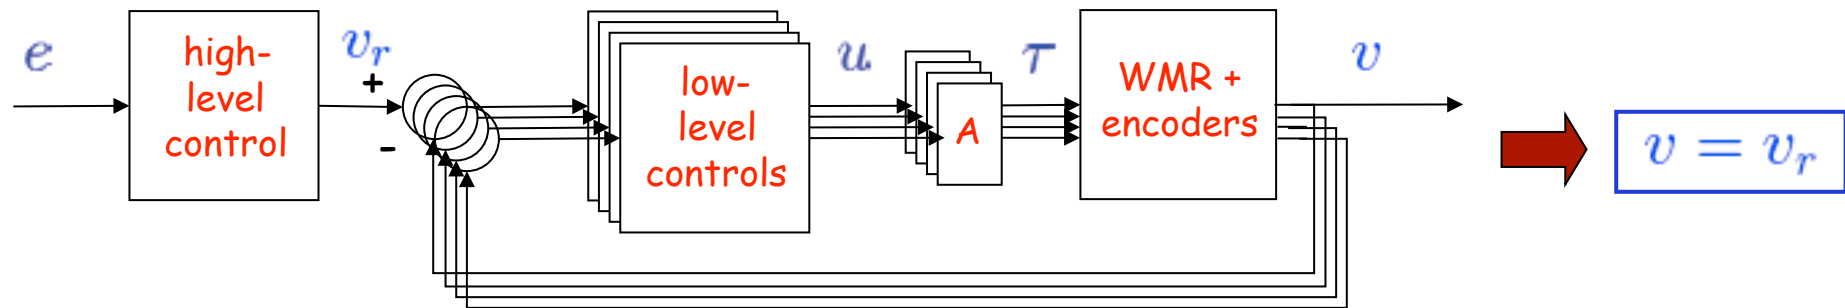 e
high-
level
control
v_r
+
-
low-
level
controls
u
A
τ
WMR +
encoders
v
v = v_r